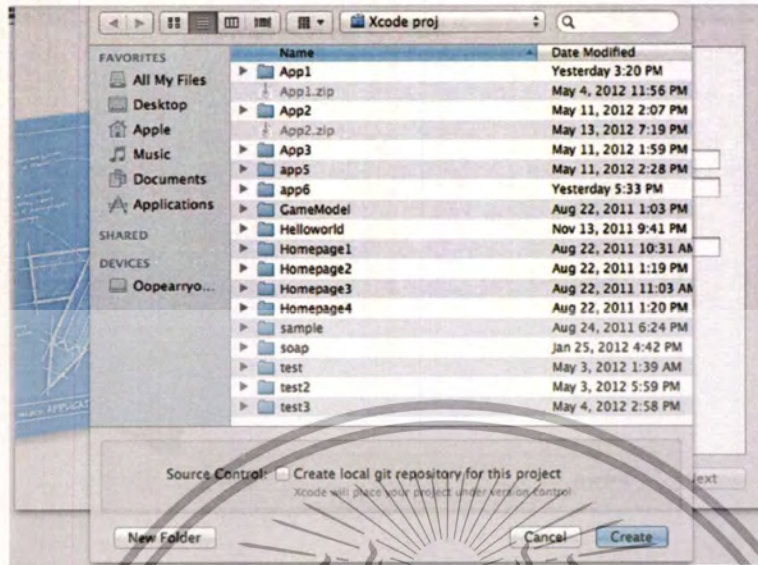 Xcode proj
FAVORITES
All My Files
Desktop
Apple
Music
Documents
Applications
SHARED
DEVICES
Oopearryo...
Name Date Modified
App1 Yesterday 3:20 PM
App1.zip May 4, 2012 11:56 PM
App2 May 11, 2012 2:07 PM
App2.zip May 13, 2012 7:19 PM
App3 May 11, 2012 1:59 PM
app5 May 11, 2012 2:28 PM
app6 Yesterday 5:33 PM
GameModel Aug 22, 2011 1:03 PM
Helloworld Nov 13, 2011 9:41 PM
Homepage1 Aug 22, 2011 10:31 AM
Homepage2 Aug 22, 2011 1:19 PM
Homepage3 Aug 22, 2011 11:03 AM
Homepage4 Aug 22, 2011 1:20 PM
sample Aug 24, 2011 6:24 PM
soap Jan 25, 2012 4:42 PM
test May 3, 2012 1:39 AM
test2 May 3, 2012 5:59 PM
test3 May 4, 2012 2:58 PM
Source Control: Create local git repository for this project
Xcode will place your project under version control
New Folder Cancel Create